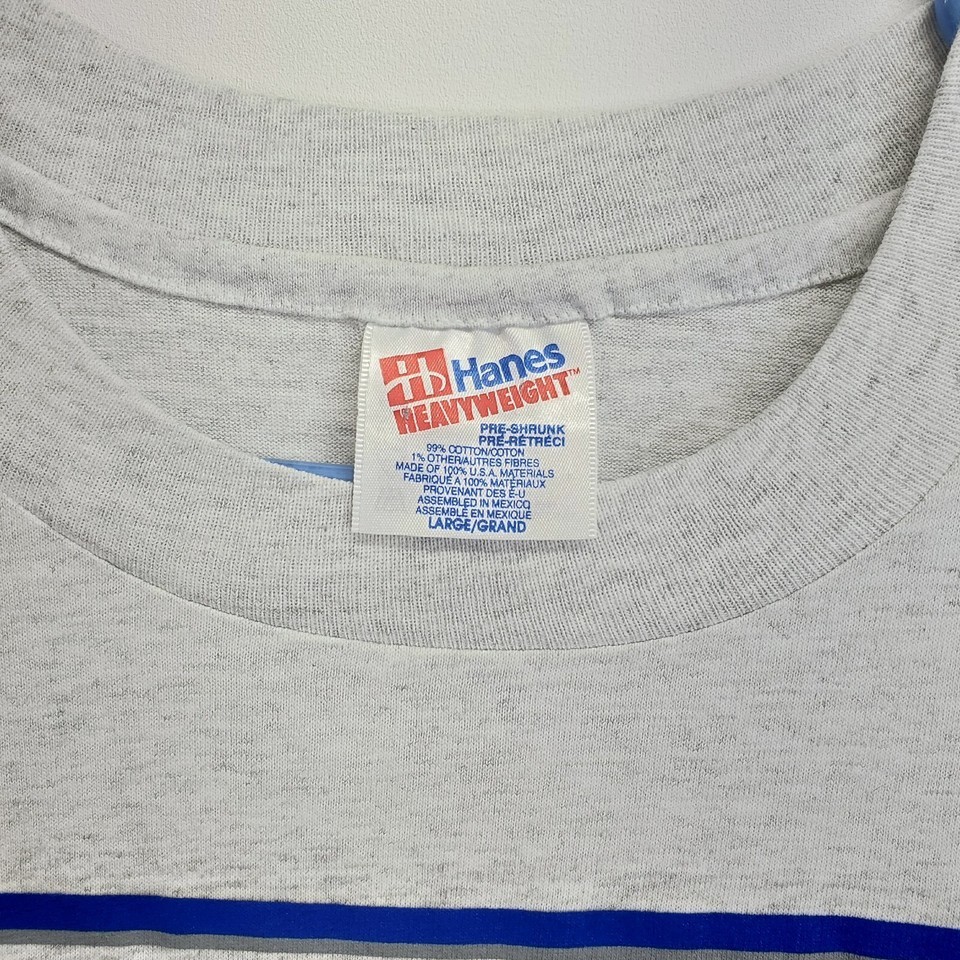 Hanes
HEAVYWEIGHT™
PRE-SHRUNK
PRÉ-RÉTRÉCI
99% COTTON/COTON
1% OTHER/AUTRES FIBRES
MADE OF 100% U.S.A. MATERIALS
FABRIQUÉ A 100% MATÉRIAUX
PROVENANT DES É-U
ASSEMBLED IN MEXICO
ASSEMBLÉ EN MEXIQUE
LARGE/GRAND